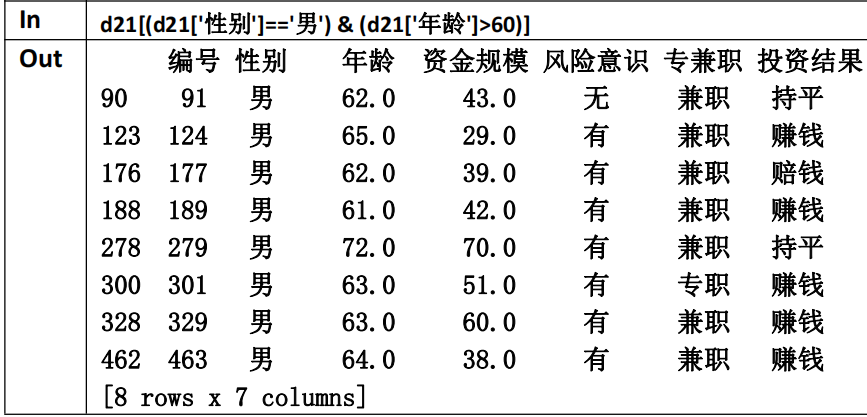 In d21[(d21['性别']=='男') & (d21['年龄']>60)]
Out 编号 性别 年龄 资金规模 风险意识 专兼职 投资结果
90 91 男 62.0 43.0 无 兼职 持平
123 124 男 65.0 29.0 有 兼职 赚钱
176 177 男 62.0 39.0 有 兼职 赔钱
188 189 男 61.0 42.0 有 兼职 赚钱
278 279 男 72.0 70.0 有 兼职 持平
300 301 男 63.0 51.0 有 专职 赚钱
328 329 男 63.0 60.0 有 兼职 赚钱
462 463 男 64.0 38.0 有 兼职 赚钱
[8 rows x 7 columns]